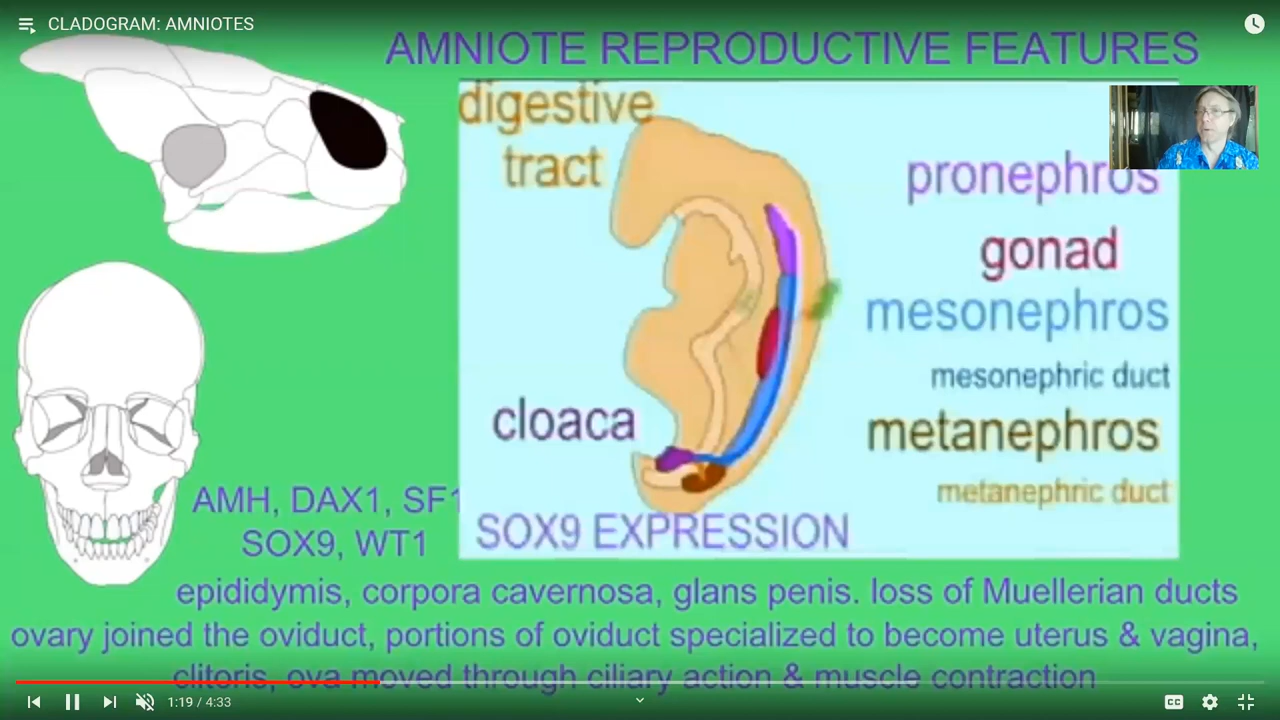 CLADOGRAM: AMNIOTES
AMNIOTE REPRODUCTIVE FEATURES
digestive
tract
pronephros
gonad
mesonephros
mesonephric duct
cloaca
metanephros
metanephric duct
AMH, DAX1, SF1
SOX9, WT1
SOX9 EXPRESSION
epididymis, corpora cavernosa, glans penis. loss of Muellerian ducts
ovary joined the oviduct, portions of oviduct specialized to become uterus & vagina,
clitoris, ova moved through ciliary action & muscle contraction
1:19 / 4:33
CC